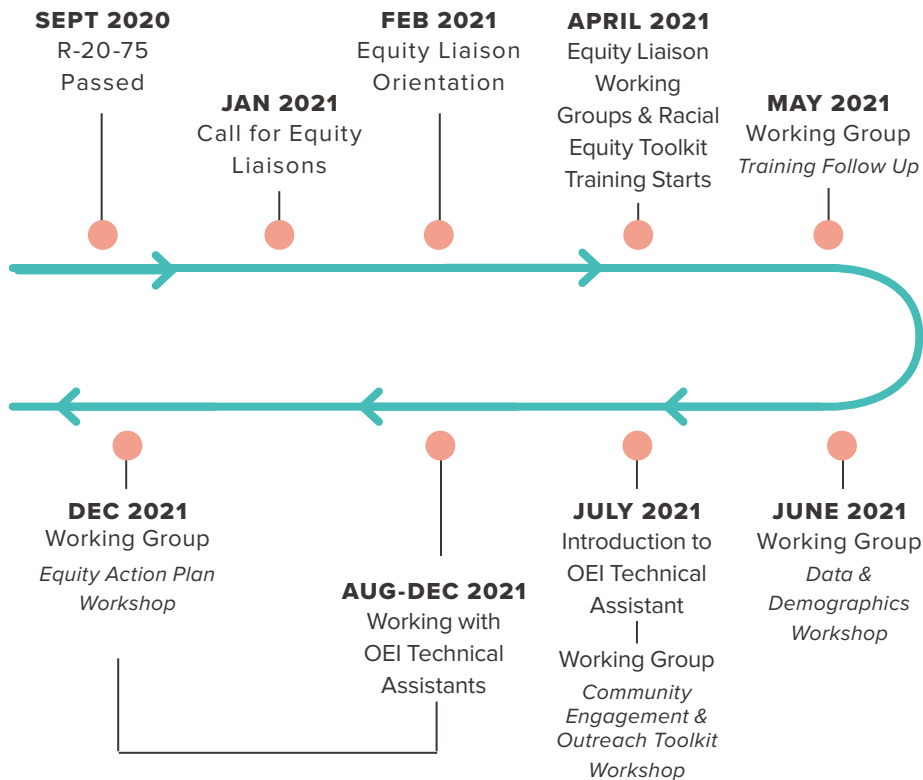 SEPT 2020
R-20-75
Passed
JAN 2021
Call for Equity
Liaisons
FEB 2021
Equity Liaison
Orientation
APRIL 2021
Equity Liaison
Working
Groups & Racial
Equity Toolkit
Training Starts
MAY 2021
Working Group
Training Follow Up
JUNE 2021
Working Group
Data &
Demographics
Workshop
JULY 2021
Introduction to
OEI Technical
Assistant
Working Group
Community
Engagement &
Outreach Toolkit
Workshop
AUG-DEC 2021
Working with
OEI Technical
Assistants
DEC 2021
Working Group
Equity Action Plan
Workshop